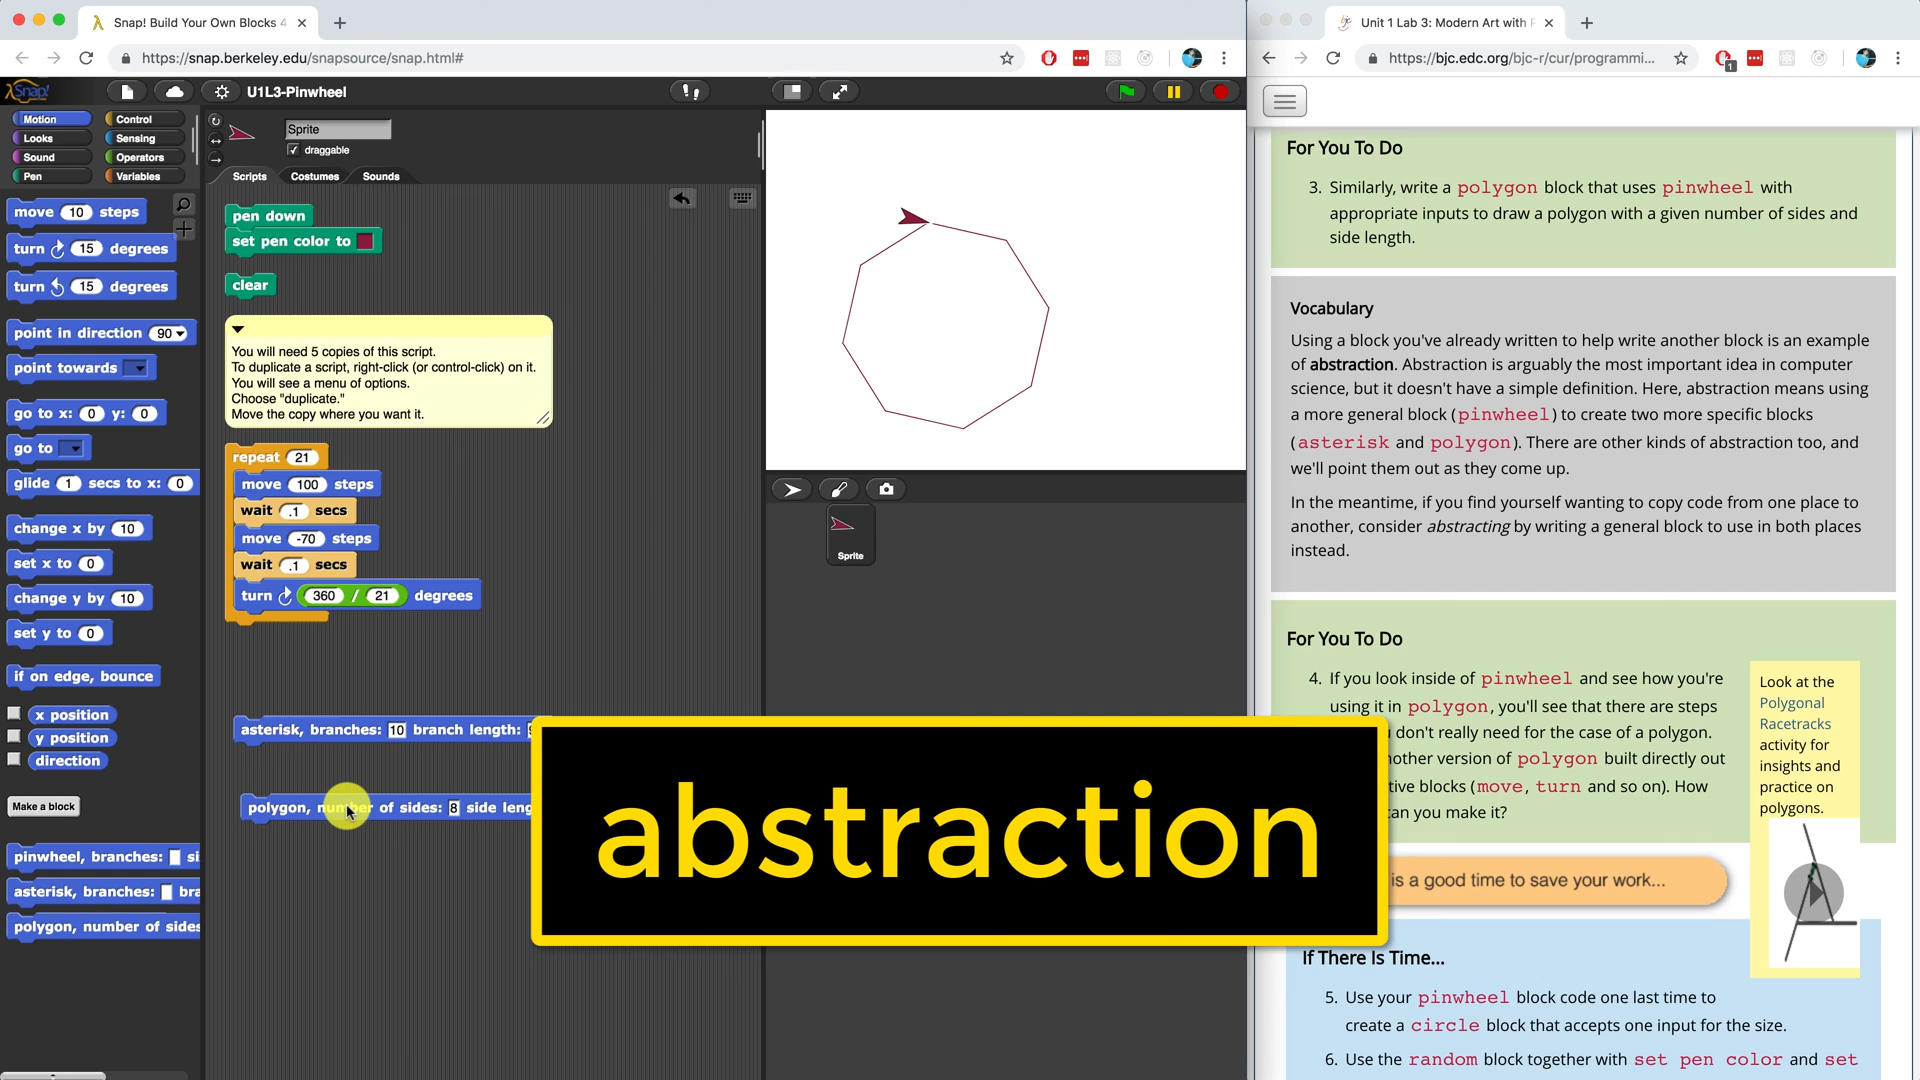 Snap! Build Your Own Blocks 4
https://snap.berkeley.edu/snapsource/snap.html#
Snap!
U1L3-Pinwheel
Motion
Control
Looks
Sensing
Sound
Operators
Pen
Variables
move 10 steps
turn 15 degrees
turn 15 degrees
point in direction 90
point towards
go to x: 0 y: 0
go to
glide 1 secs to x: 0
change x by 10
set x to 0
change y by 10
set y to 0
if on edge, bounce
x position
y position
direction
Make a block
pinwheel, branches: si
asterisk, branches: bra
polygon, number of sides
Sprite
draggable
Scripts
Costumes
Sounds
pen down
set pen color to
clear
You will need 5 copies of this script.
To duplicate a script, right-click (or control-click) on it.
You will see a menu of options.
Choose "duplicate."
Move the copy where you want it.
repeat 21
move 100 steps
wait .1 secs
move -70 steps
wait .1 secs
turn 360 / 21 degrees
asterisk, branches: 10 branch length:
polygon, number of sides: 8 side leng
Sprite
abstraction
Unit 1 Lab 3: Modern Art with
https://bjc.edc.org/bjc-r/cur/programmi...
1
For You To Do
3. Similarly, write a polygon block that uses pinwheel with
appropriate inputs to draw a polygon with a given number of sides and
side length.
Vocabulary
Using a block you've already written to help write another block is an example
of abstraction. Abstraction is arguably the most important idea in computer
science, but it doesn't have a simple definition. Here, abstraction means using
a more general block (pinwheel) to create two more specific blocks
(asterisk and polygon). There are other kinds of abstraction too, and
we'll point them out as they come up.
In the meantime, if you find yourself wanting to copy code from one place to
another, consider abstracting by writing a general block to use in both places
instead.
For You To Do
4. If you look inside of pinwheel and see how you're
using it in polygon, you'll see that there are steps
don't really need for the case of a polygon.
other version of polygon built directly out
tive blocks (move, turn and so on). How
can you make it?
Look at the
Polygonal
Racetracks
activity for
insights and
practice on
polygons.
is a good time to save your work...
If There Is Time...
5. Use your pinwheel block code one last time to
create a circle block that accepts one input for the size.
6. Use the random block together with set pen color and set